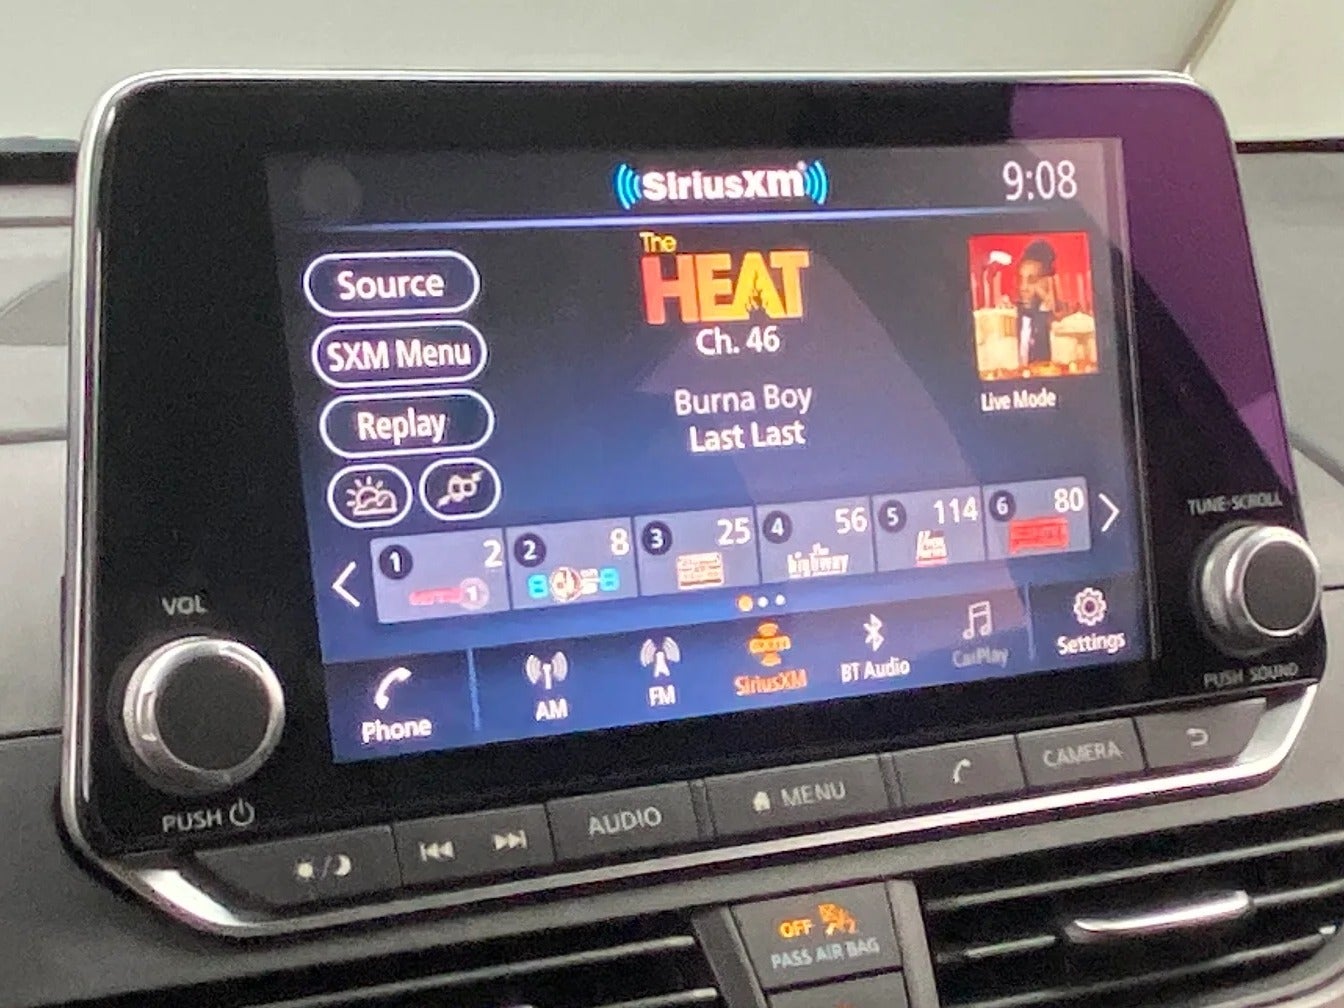 SiriusXM
9:08
Source
SXM Menu
Replay
The
HEAT
Ch. 46
Burna Boy
Last Last
Live Mode
1 2
2 8
3 25
4 56
the highway
5 114
6 80
Phone
AM
FM
SiriusXM
BT Audio
CarPlay
Settings
VOL
PUSH
TUNE·SCROLL
PUSH SOUND
AUDIO
MENU
CAMERA
OFF
PASS AIR BAG